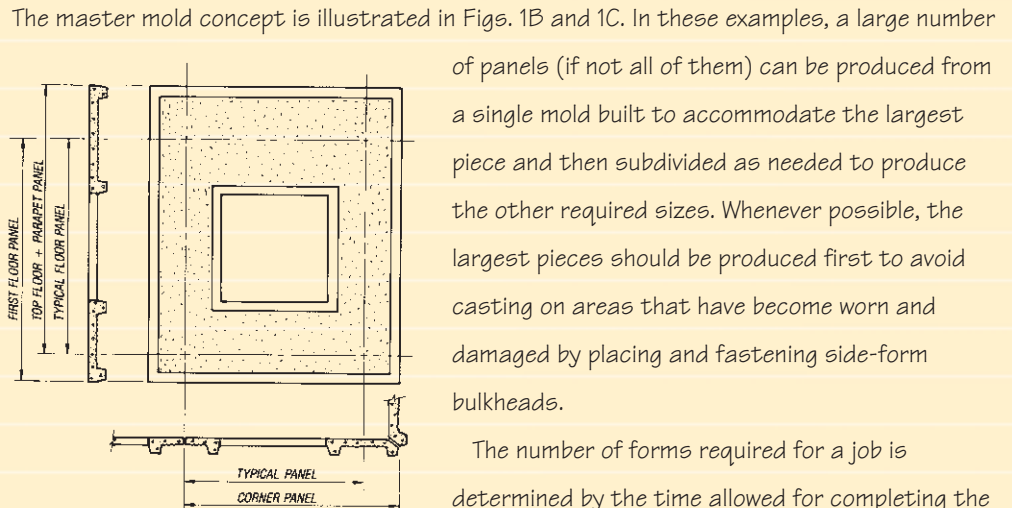 The master mold concept is illustrated in Figs. 1B and 1C. In these examples, a large number
of panels (if not all of them) can be produced from
a single mold built to accommodate the largest
piece and then subdivided as needed to produce
the other required sizes. Whenever possible, the
largest pieces should be produced first to avoid
casting on areas that have become worn and
damaged by placing and fastening side-form
bulkheads.
The number of forms required for a job is
determined by the time allowed for completing the
FIRST FLOOR PANEL
TOP FLOOR + PARAPET PANEL
TYPICAL FLOOR PANEL
TYPICAL PANEL
CORNER PANEL